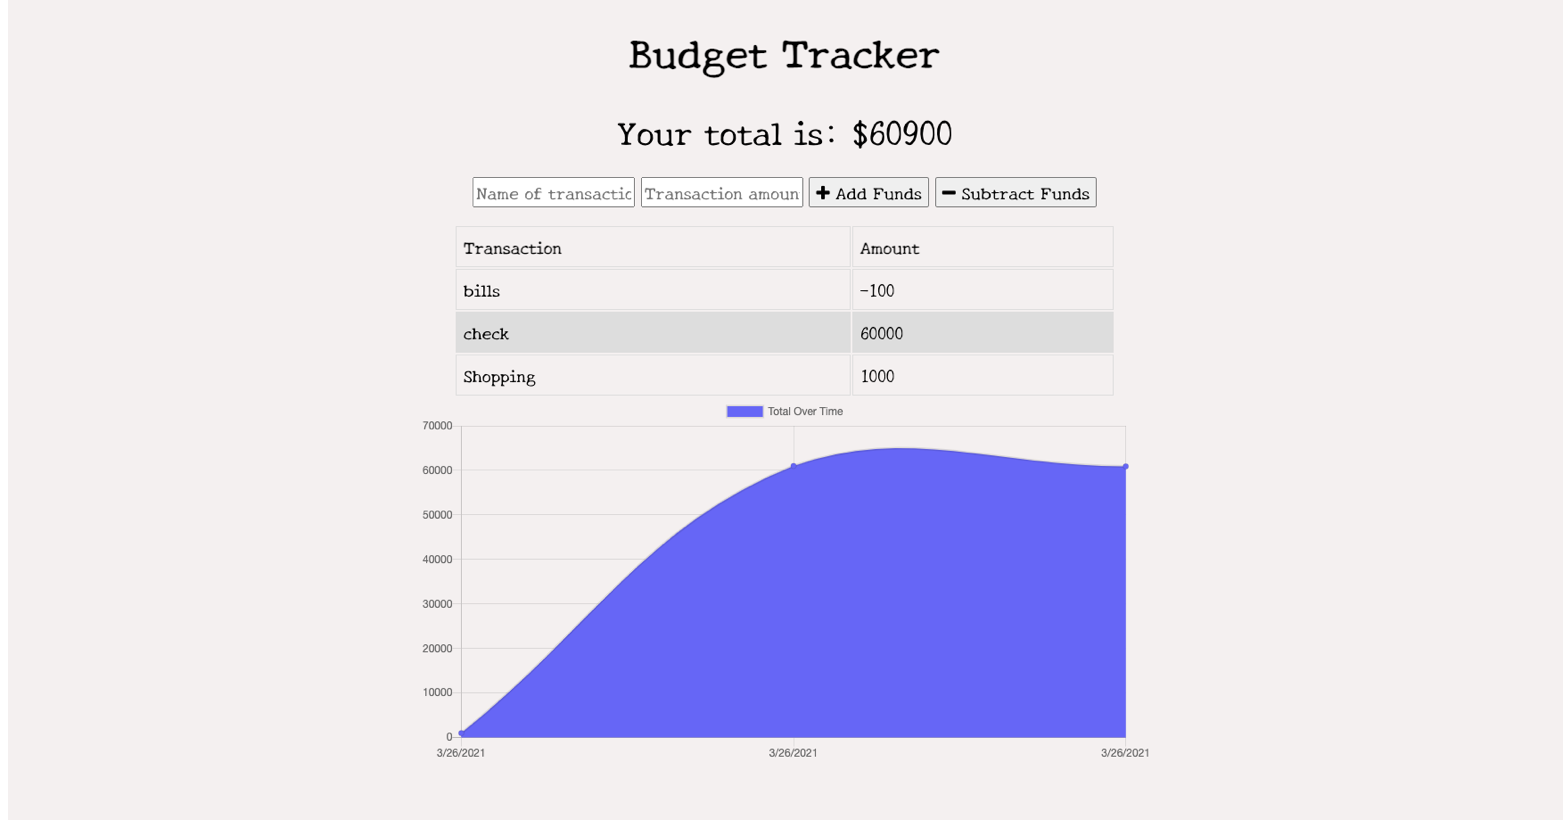 Budget Tracker
Your total is: $60900
Name of transactio Transaction amoun + Add Funds − Subtract Funds
Transaction Amount
bills -100
check 60000
Shopping 1000
Total Over Time
70000
60000
50000
40000
30000
20000
10000
0
3/26/2021 3/26/2021 3/26/2021